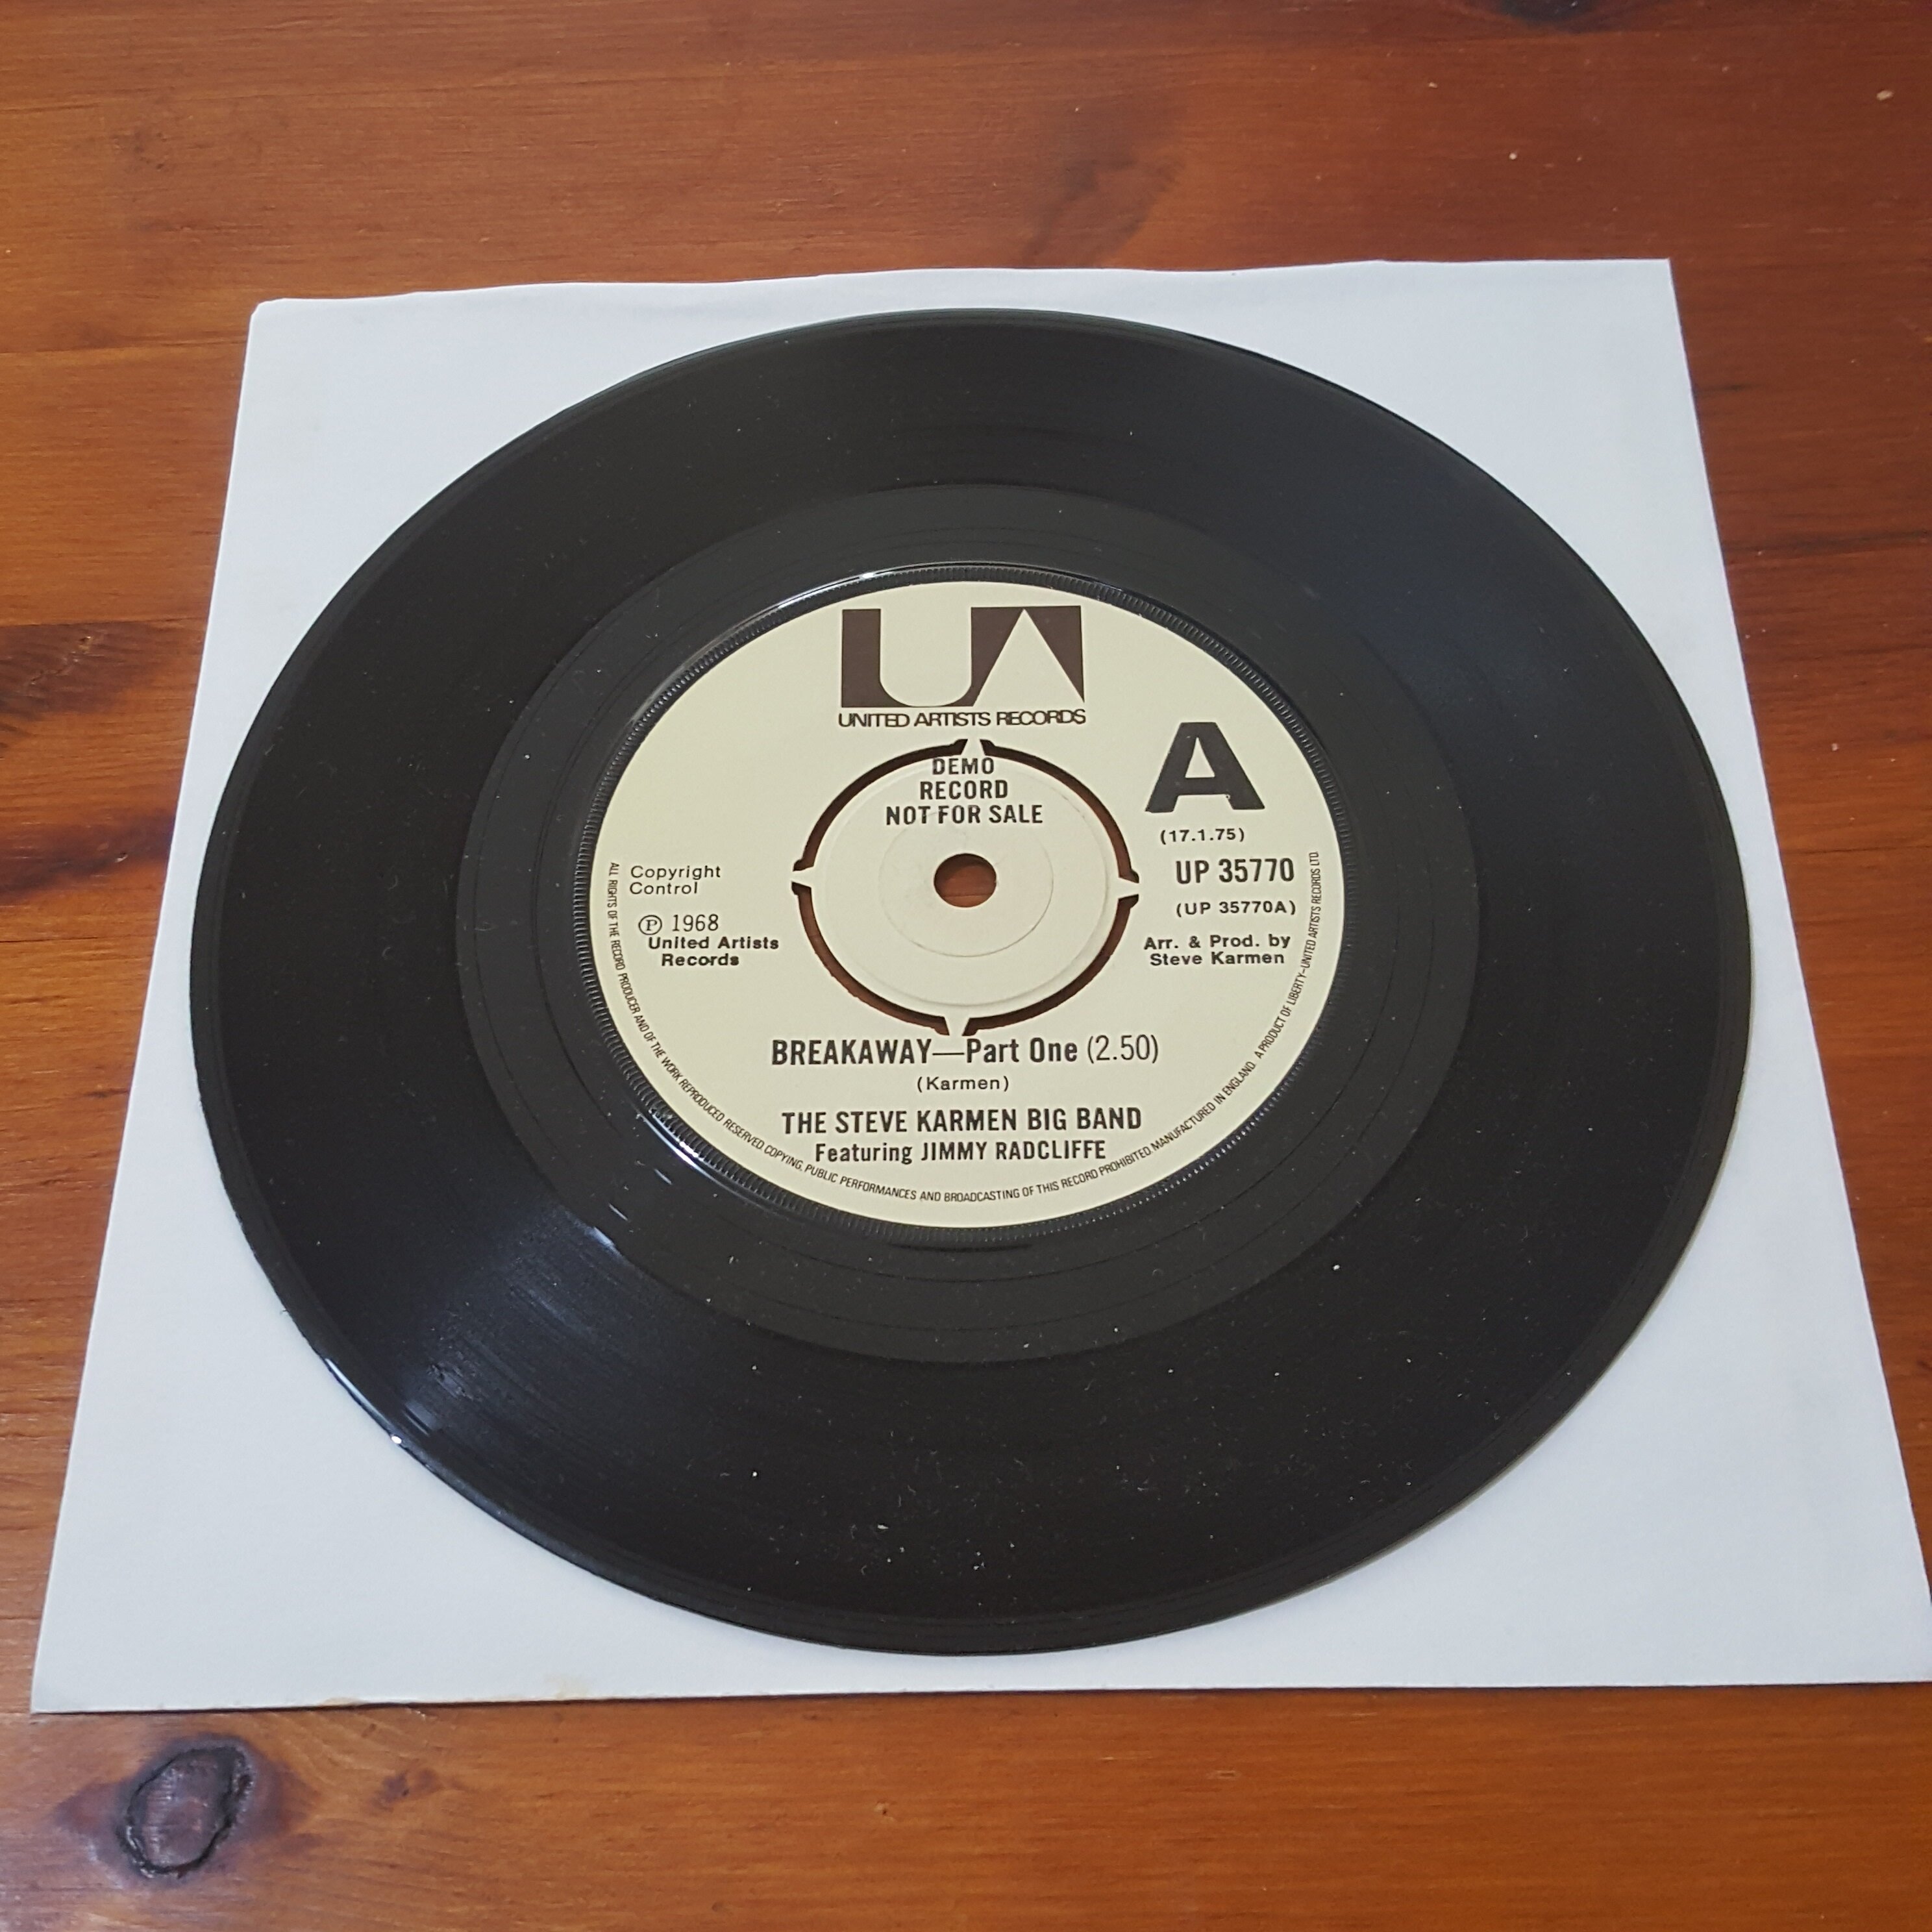 UA
UNITED ARTISTS RECORDS
DEMO
RECORD
NOT FOR SALE
A
(17.1.75)
UP 35770
(UP 35770A)
Arr. & Prod. by
Steve Karmen
Copyright
Control
Ⓟ 1968
United Artists
Records
BREAKAWAY—Part One (2.50)
(Karmen)
THE STEVE KARMEN BIG BAND
Featuring JIMMY RADCLIFFE
ALL RIGHTS OF THE RECORD PRODUCER AND OF THE WORK REPRODUCED RESERVED. COPYING, PUBLIC PERFORMANCES AND BROADCASTING OF THIS RECORD PROHIBITED. MANUFACTURED IN ENGLAND. A PRODUCT OF LIBERTY–UNITED ARTISTS RECORDS LTD.